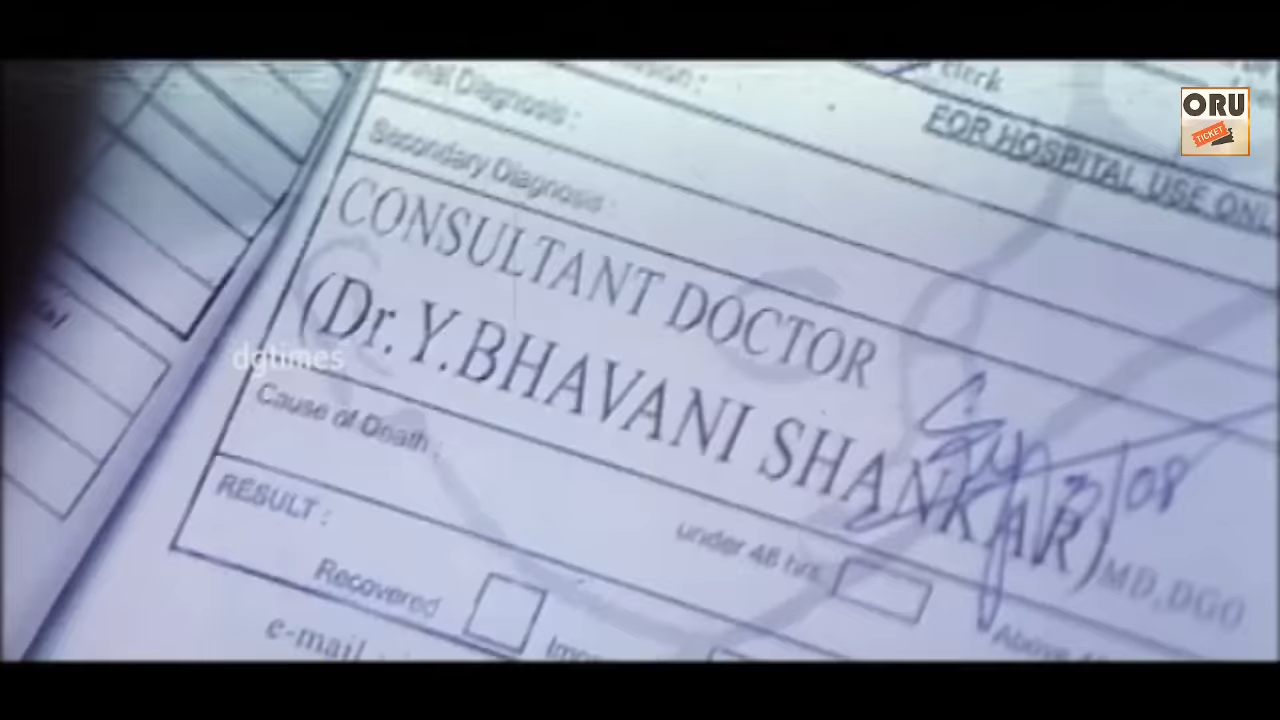 clerk
ORU
TICKET
FOR HOSPITAL USE ONL
Final Diagnosis :
Secondary Diagnosis :
CONSULTANT DOCTOR
(Dr. Y.BHAVANI SHANKAR) MD,DGO
dgtimes
Cause of Death :
under 48 hrs
RESULT :
Recovered
e-mail :